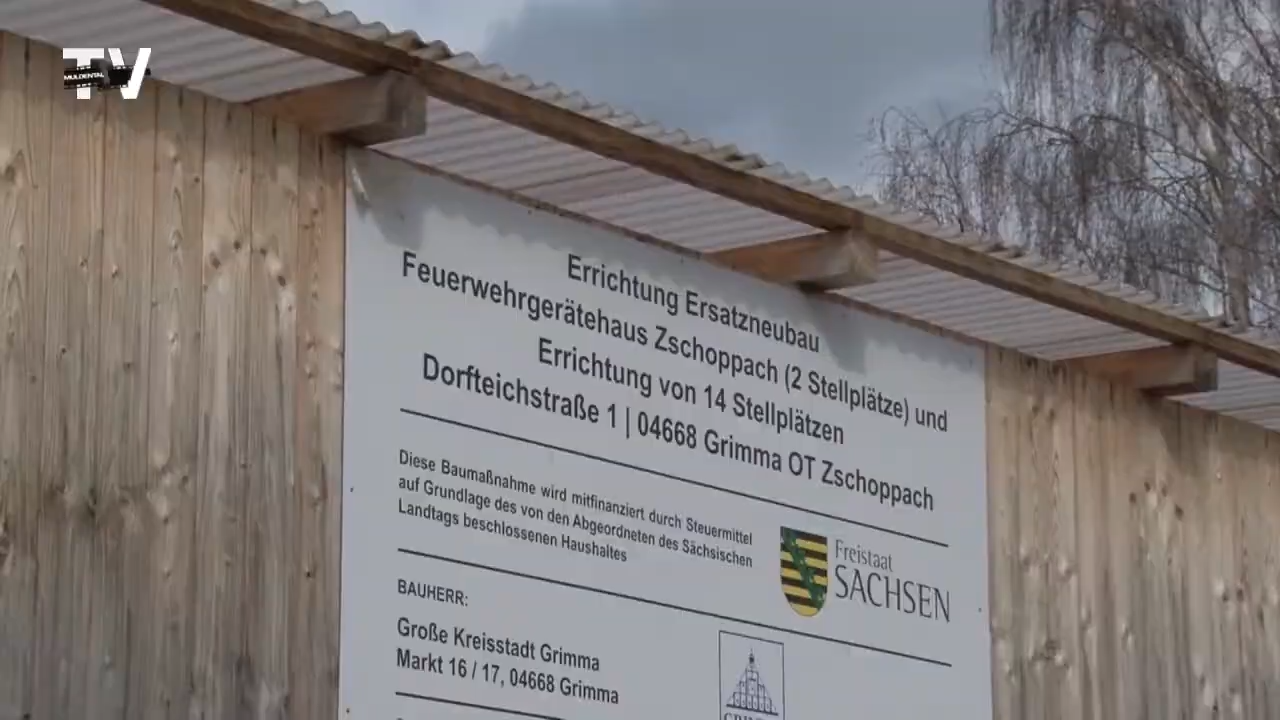 TV
MULDENTAL
Errichtung Ersatzneubau
Feuerwehrgerätehaus Zschoppach (2 Stellplätze) und
Errichtung von 14 Stellplätzen
Dorfteichstraße 1 | 04668 Grimma OT Zschoppach
Diese Baumaßnahme wird mitfinanziert durch Steuermittel
auf Grundlage des von den Abgeordneten des Sächsischen
Landtags beschlossenen Haushaltes
Freistaat
SACHSEN
BAUHERR:
Große Kreisstadt Grimma
Markt 16 / 17, 04668 Grimma